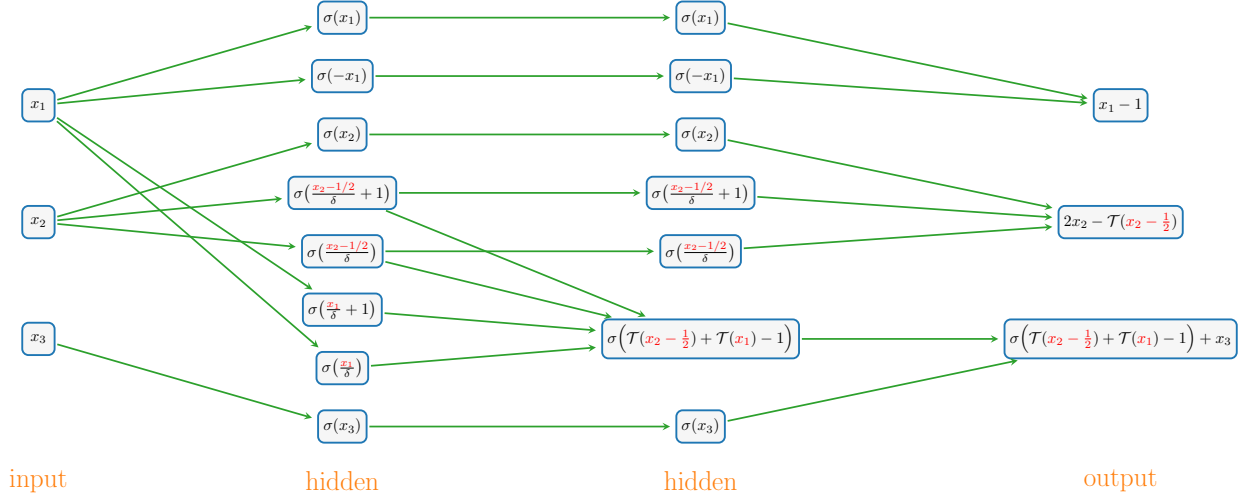 σ(x₁)
σ(x₁)
σ(−x₁)
σ(−x₁)
x₁
x₁ − 1
σ(x₂)
σ(x₂)
σ((x₂−1/2)/δ + 1)
σ((x₂−1/2)/δ + 1)
x₂
2x₂ − 𝒯(x₂ − 1/2)
σ((x₂−1/2)/δ)
σ((x₂−1/2)/δ)
σ(x₁/δ + 1)
x₃
σ(𝒯(x₂ − 1/2) + 𝒯(x₁) − 1)
σ(𝒯(x₂ − 1/2) + 𝒯(x₁) − 1) + x₃
σ(x₁/δ)
σ(x₃)
σ(x₃)
input
hidden
hidden
output